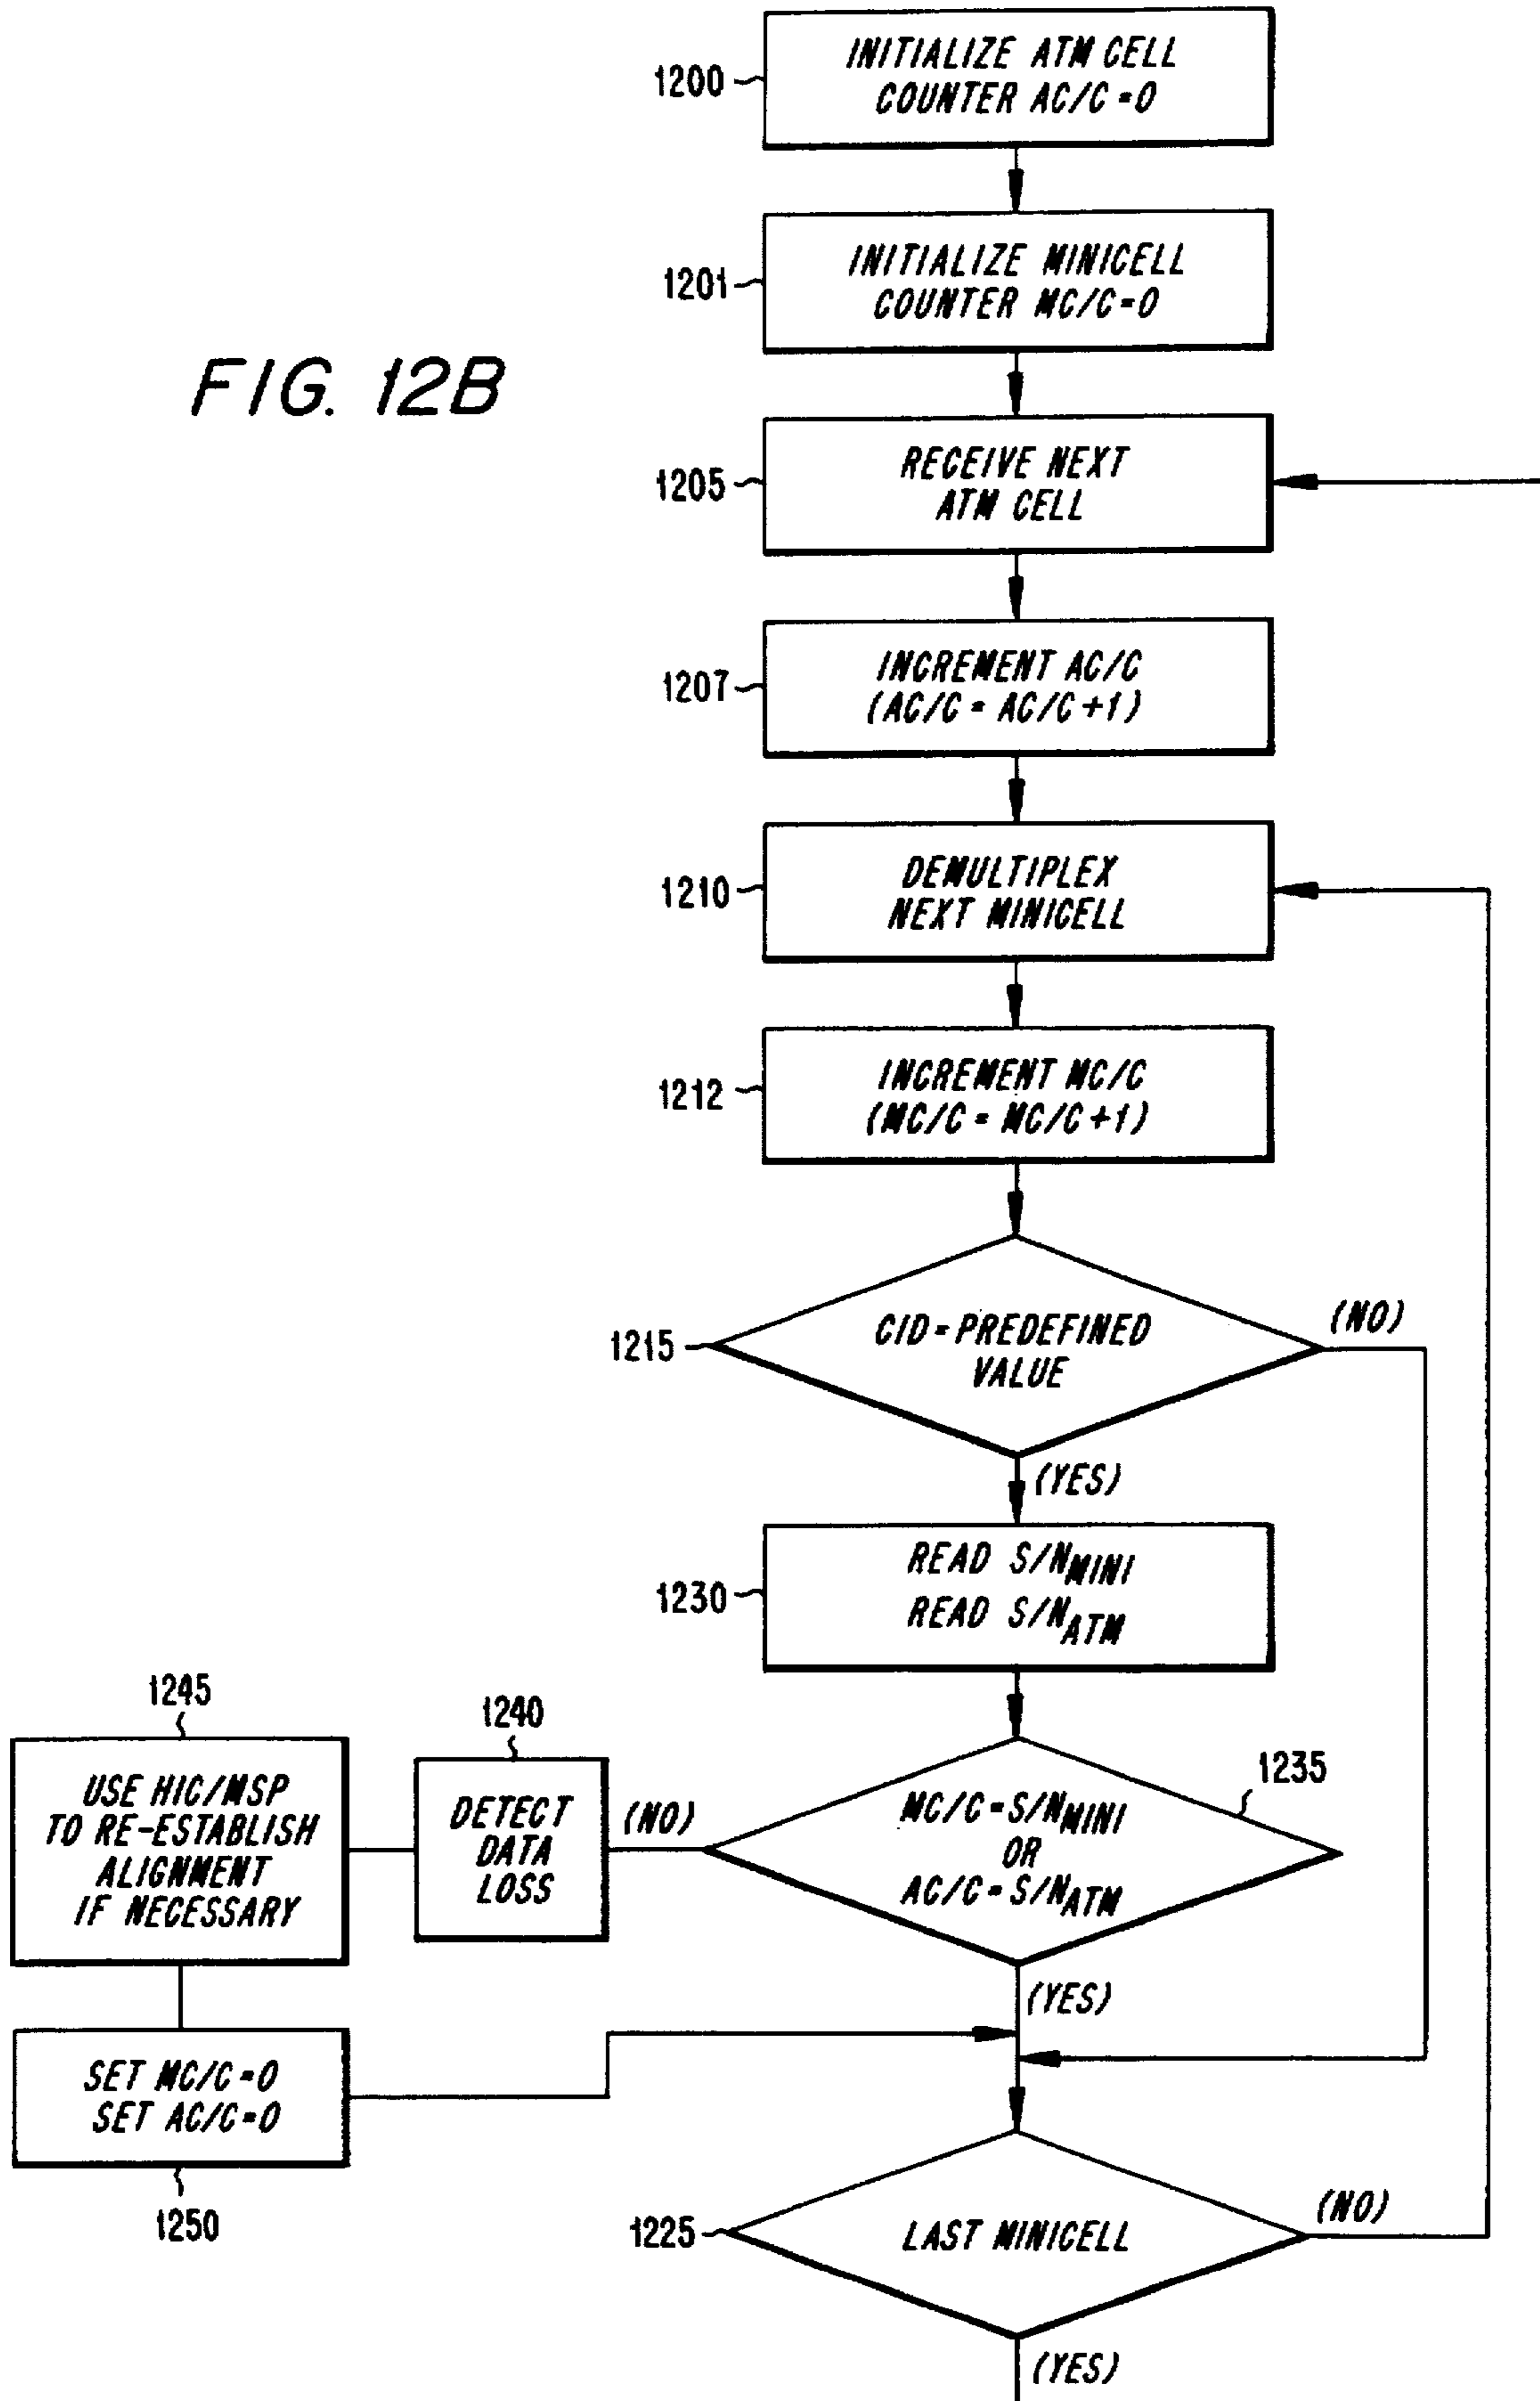 FIG. 12B
1200
INITIALIZE ATM CELL
COUNTER AC/C=0
1201
INITIALIZE MINICELL
COUNTER MC/C=0
1205
RECEIVE NEXT
ATM CELL
1207
INCREMENT AC/C
(AC/C = AC/C+1)
1210
DEMULTIPLEX
NEXT MINICELL
1212
INCREMENT MC/C
(MC/C = MC/C+1)
1215
CID=PREDEFINED
VALUE
(NO)
(YES)
1230
READ S/NMINI
READ S/NATM
1235
MC/C=S/NMINI
OR
AC/C=S/NATM
(NO)
(YES)
1240
DETECT
DATA
LOSS
1245
USE HIC/MSP
TO RE-ESTABLISH
ALIGNMENT
IF NECESSARY
SET MC/C=0
SET AC/C=0
1250
1225
LAST MINICELL
(NO)
(YES)